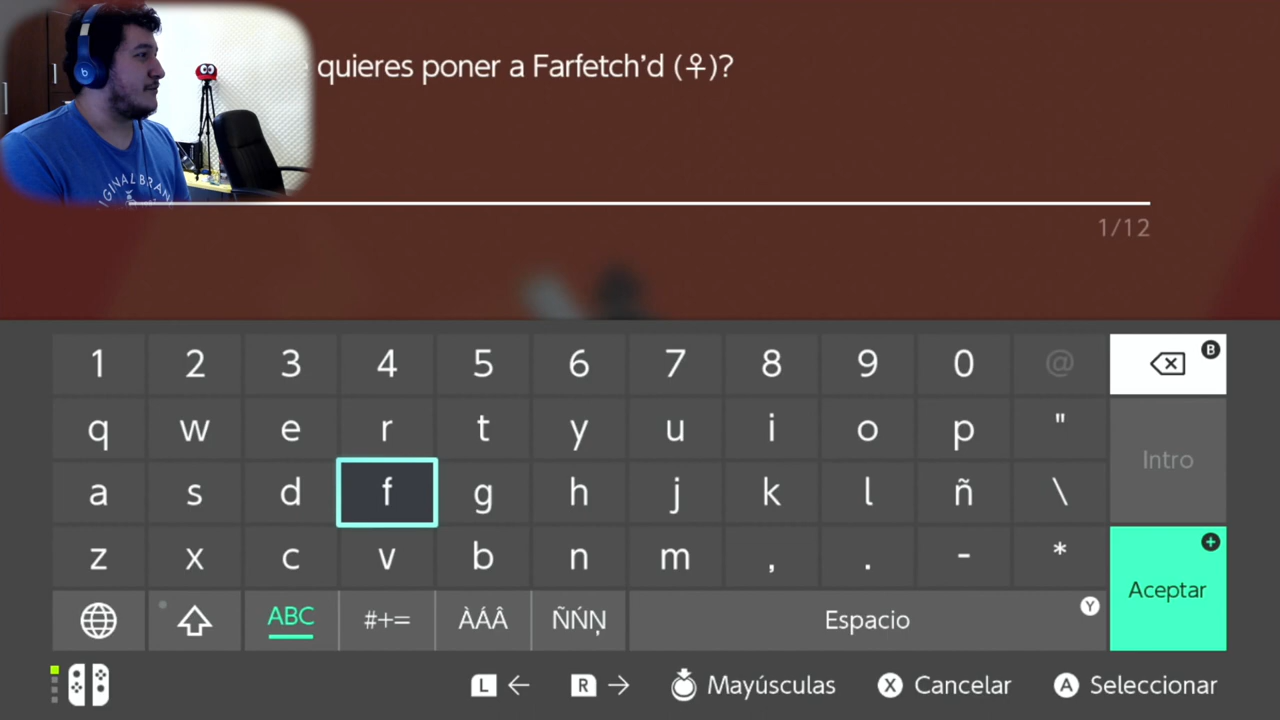 quieres poner a Farfetch'd (♀)?
1/12
1 2 3 4 5 6 7 8 9 0 @ B
q w e r t y u i o p "
Intro
a s d f g h j k l ñ \
z x c v b n m , . - *
+
Aceptar
ABC #+= ÀÁÂ ÑŃŅ Espacio Y
L ← R → Mayúsculas X Cancelar A Seleccionar